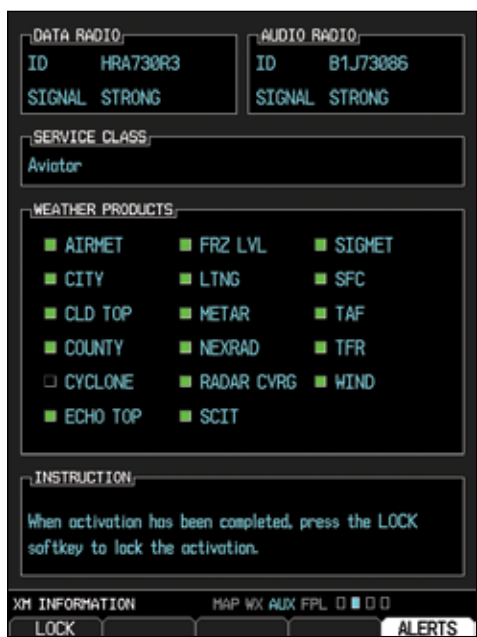 DATA RADIO
ID HRA730R3
SIGNAL STRONG
AUDIO RADIO
ID B1J73086
SIGNAL STRONG
SERVICE CLASS
Aviator
WEATHER PRODUCTS
AIRMET FRZ LVL SIGMET
CITY LTNG SFC
CLD TOP METAR TAF
COUNTY NEXRAD TFR
CYCLONE RADAR CVRG WIND
ECHO TOP SCIT
INSTRUCTION
When activation has been completed, press the LOCK
softkey to lock the activation.
XM INFORMATION MAP WX AUX FPL
LOCK ALERTS